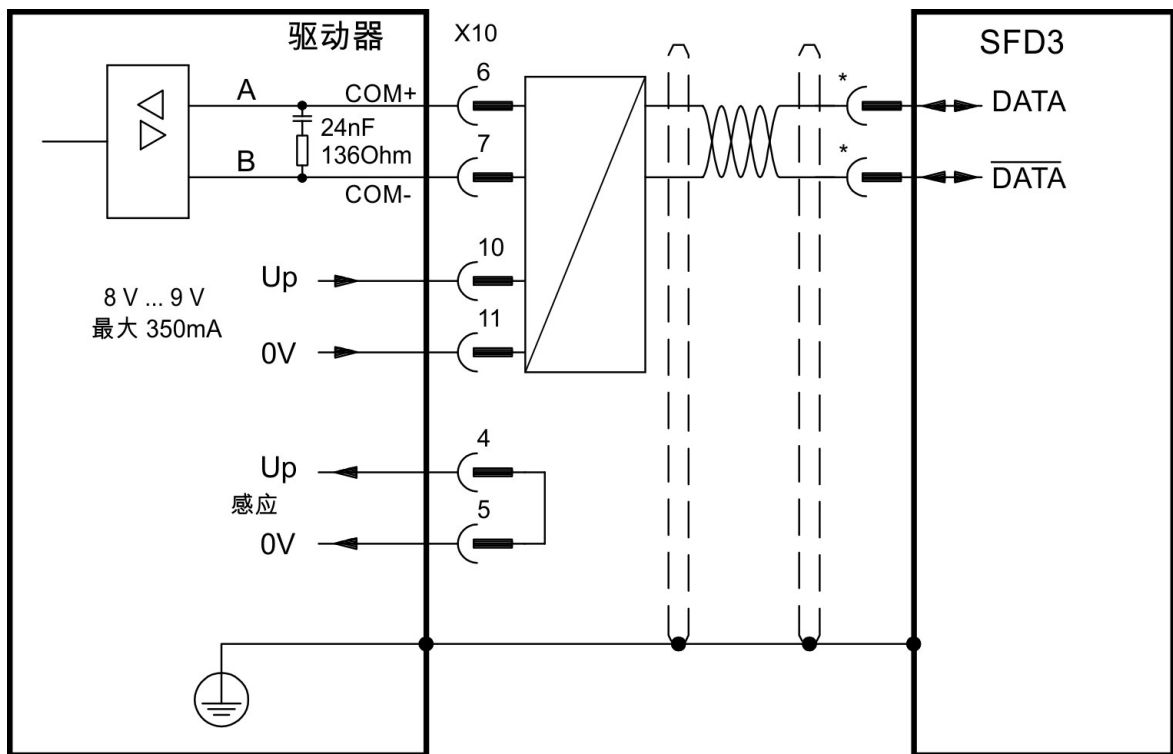 驱动器
X10
SFD3
6
*
A
COM+
DATA
24nF
7
136Ohm
*
B
DATA
COM-
10
Up
8 V ... 9 V
最大 350mA
11
0V
4
Up
感应
5
0V